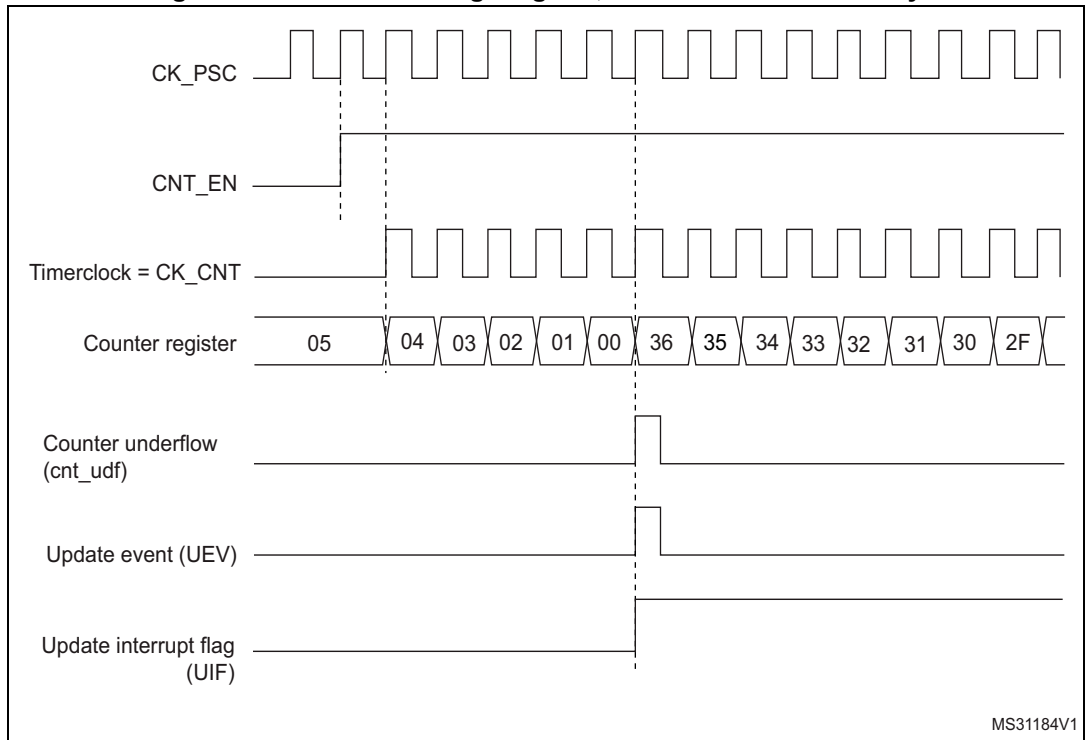 CK_PSC
CNT_EN
Timerclock = CK_CNT
Counter register 05 04 03 02 01 00 36 35 34 33 32 31 30 2F
Counter underflow
(cnt_udf)
Update event (UEV)
Update interrupt flag
(UIF)
MS31184V1